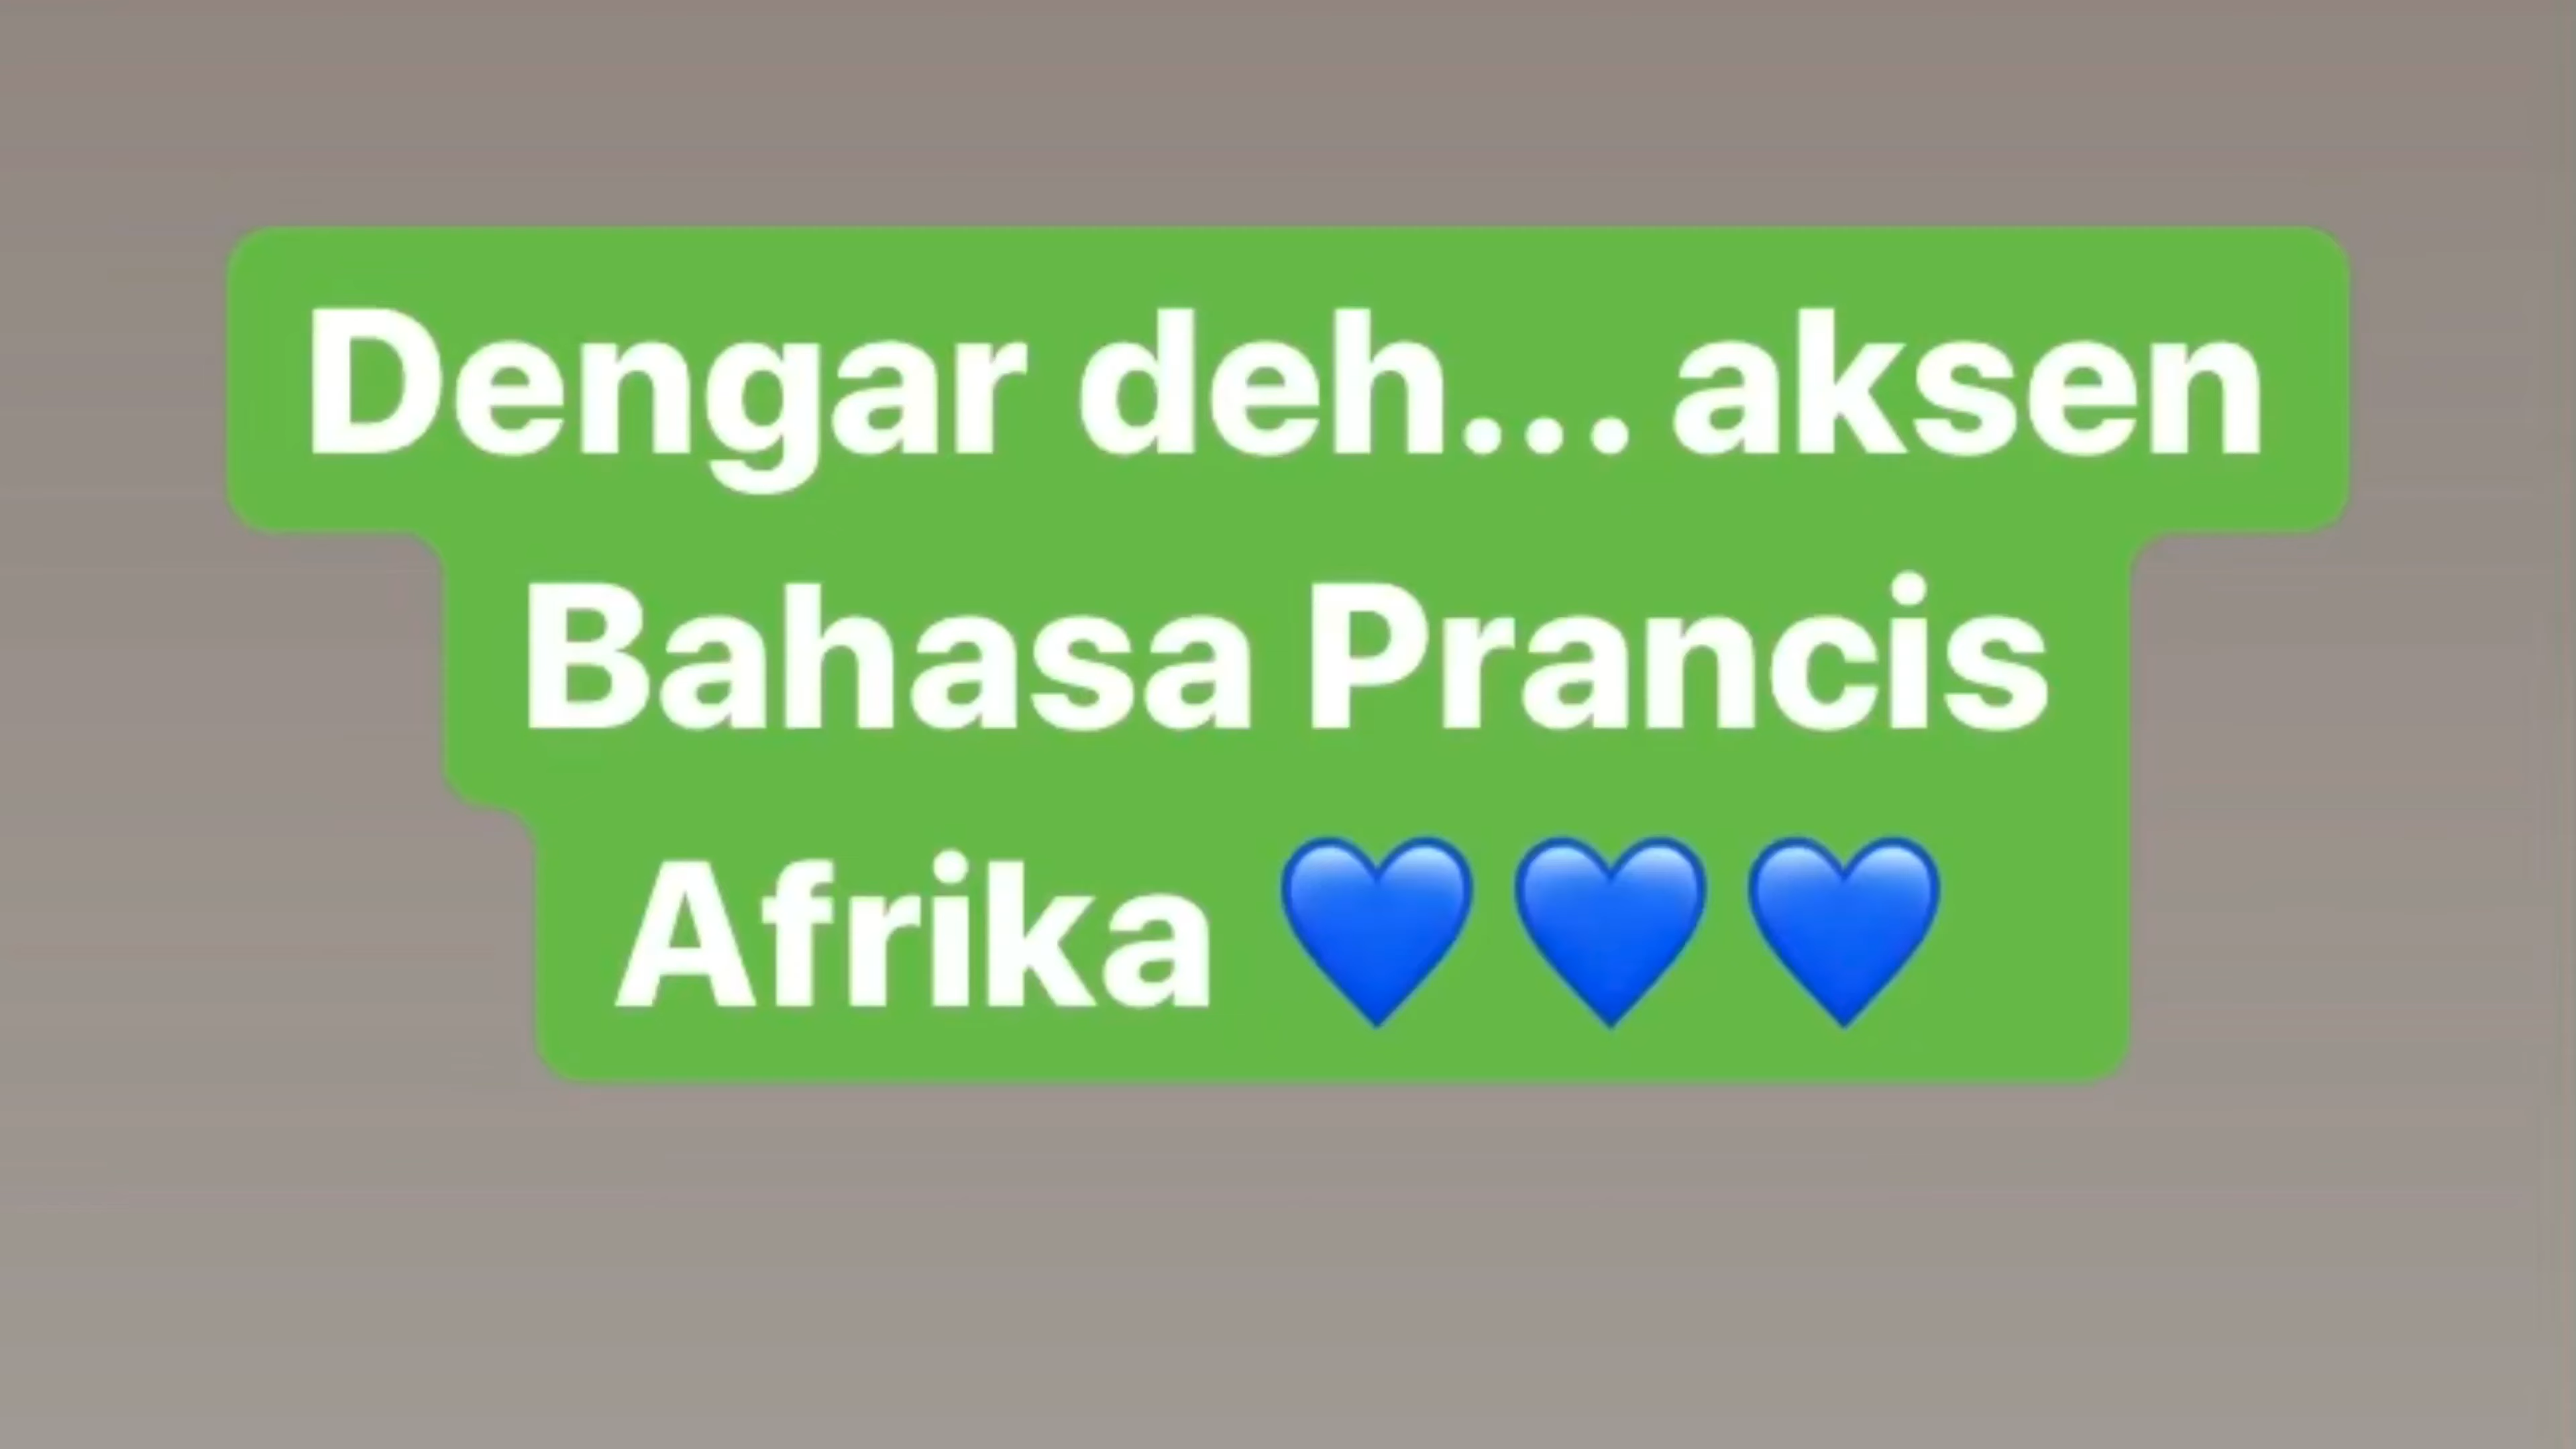 Dengar deh... aksen
Bahasa Prancis
Afrika 💙💙💙